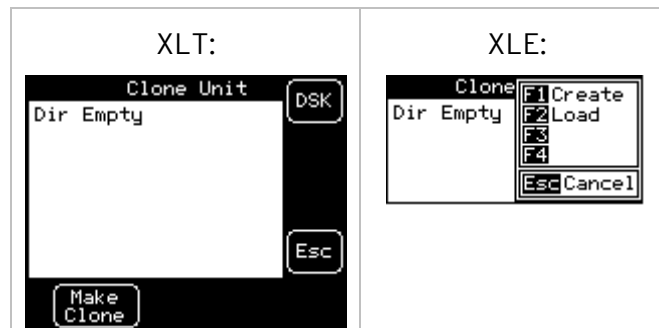 XLT:
Clone Unit
DSK
Dir Empty
Esc
Make
Clone
XLE:
Clone
Dir Empty
F1 Create
F2 Load
F3
F4
Esc Cancel